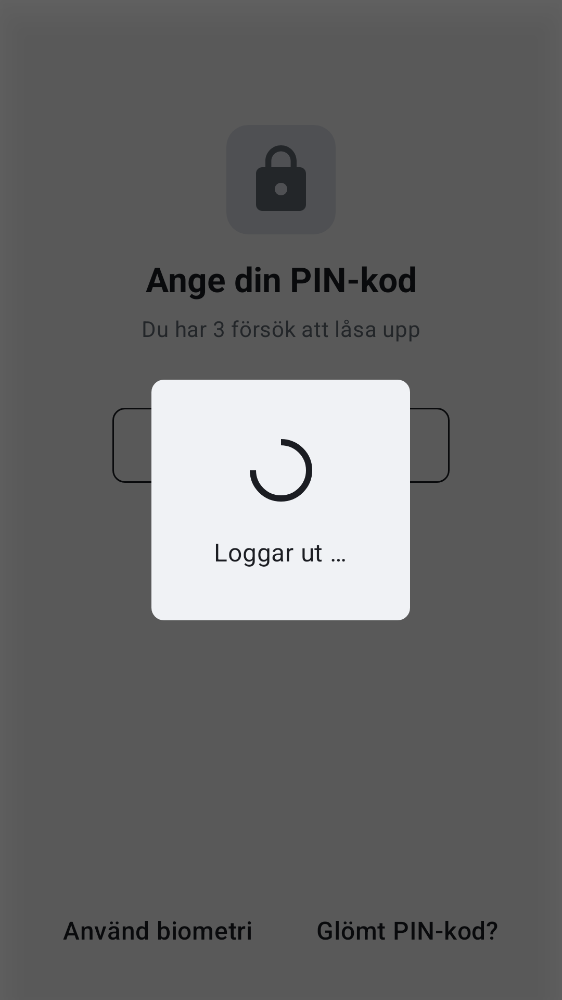 Ange din PIN-kod
Du har 3 försök att låsa upp
Loggar ut …
Använd biometri
Glömt PIN-kod?